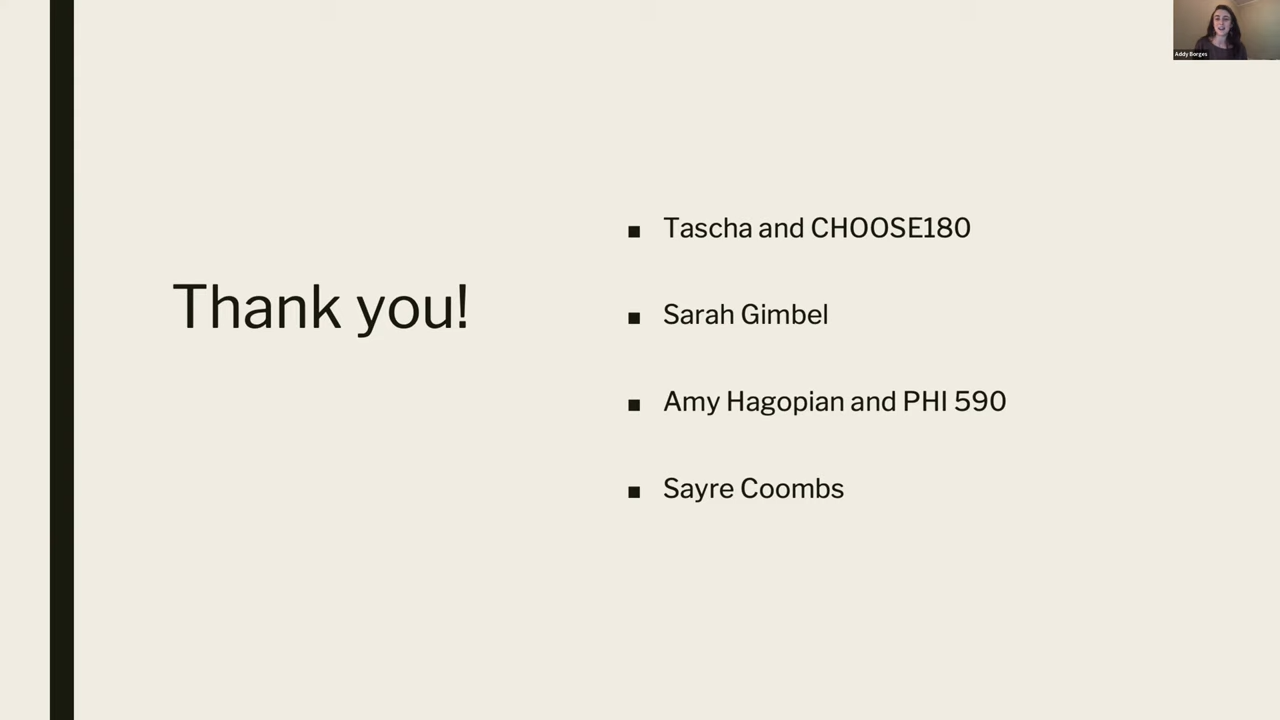 Addy Borges
Thank you!
Tascha and CHOOSE180
Sarah Gimbel
Amy Hagopian and PHI 590
Sayre Coombs